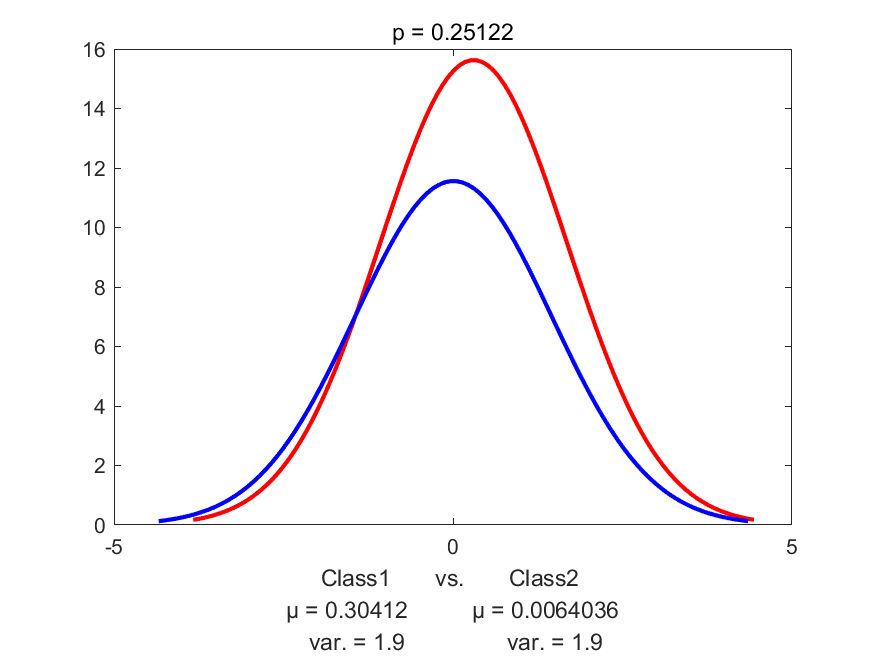 p = 0.25122
16
14
12
10
8
6
4
2
0
-5 0 5
Class1 vs. Class2
μ = 0.30412 μ = 0.0064036
var. = 1.9 var. = 1.9